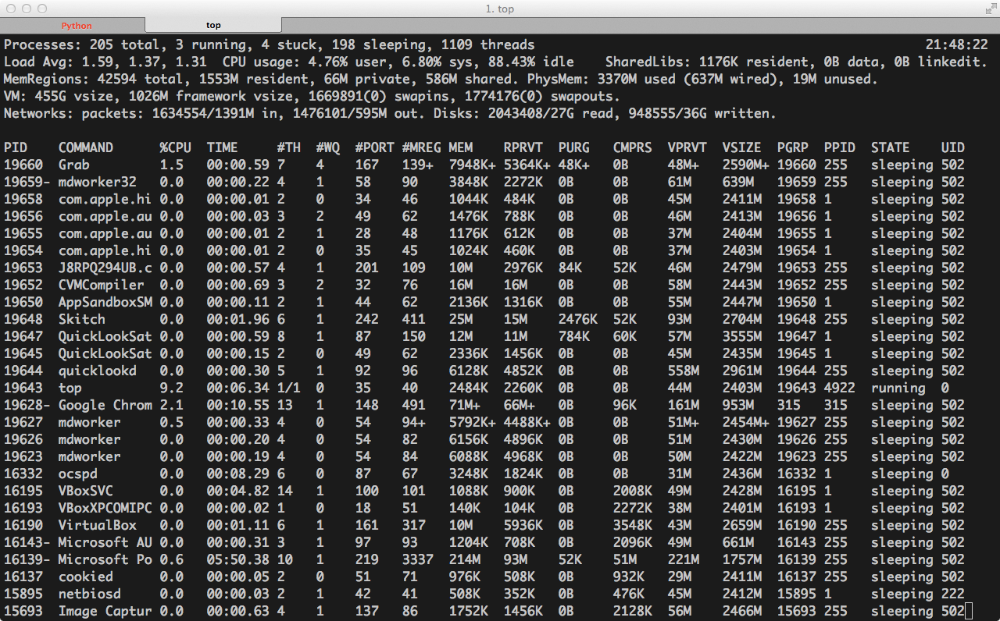 1. top
Python top
Processes: 205 total, 3 running, 4 stuck, 198 sleeping, 1109 threads 21:48:22
Load Avg: 1.59, 1.37, 1.31 CPU usage: 4.76% user, 6.80% sys, 88.43% idle SharedLibs: 1176K resident, 0B data, 0B linkedit.
MemRegions: 42594 total, 1553M resident, 66M private, 586M shared. PhysMem: 3370M used (637M wired), 19M unused.
VM: 455G vsize, 1026M framework vsize, 1669891(0) swapins, 1774176(0) swapouts.
Networks: packets: 1634554/1391M in, 1476101/595M out. Disks: 2043408/27G read, 948555/36G written.
PID COMMAND %CPU TIME #TH #WQ #PORT #MREG MEM RPRVT PURG CMPRS VPRVT VSIZE PGRP PPID STATE UID
19660 Grab 1.5 00:00.59 7 4 167 139+ 7948K+ 5364K+ 48K+ 0B 48M+ 2590M+ 19660 255 sleeping 502
19659- mdworker32 0.0 00:00.22 4 1 58 90 3848K 2272K 0B 0B 61M 639M 19659 255 sleeping 502
19658 com.apple.hi 0.0 00:00.01 2 0 34 46 1044K 484K 0B 0B 45M 2411M 19658 1 sleeping 502
19656 com.apple.au 0.0 00:00.03 3 2 49 62 1476K 788K 0B 0B 46M 2413M 19656 1 sleeping 502
19655 com.apple.au 0.0 00:00.01 2 1 28 48 1176K 612K 0B 0B 37M 2404M 19655 1 sleeping 502
19654 com.apple.hi 0.0 00:00.01 2 0 35 45 1024K 460K 0B 0B 37M 2403M 19654 1 sleeping 502
19653 J8RPQ294UB.c 0.0 00:00.57 4 1 201 109 10M 2976K 84K 52K 46M 2479M 19653 255 sleeping 502
19652 CVMCompiler 0.0 00:00.69 3 2 32 76 16M 16M 0B 0B 58M 2443M 19652 255 sleeping 502
19650 AppSandboxSM 0.0 00:00.11 2 1 44 62 2136K 1316K 0B 0B 55M 2447M 19650 1 sleeping 502
19648 Skitch 0.0 00:01.96 6 1 242 411 25M 15M 2476K 52K 93M 2704M 19648 255 sleeping 502
19647 QuickLookSat 0.0 00:00.59 8 1 87 150 12M 11M 784K 60K 57M 3555M 19647 1 sleeping 502
19645 QuickLookSat 0.0 00:00.15 2 0 49 62 2336K 1456K 0B 0B 45M 2435M 19645 1 sleeping 502
19644 quicklookd 0.0 00:00.30 5 1 92 96 6128K 4852K 0B 0B 558M 2961M 19644 255 sleeping 502
19643 top 9.2 00:06.34 1/1 0 35 40 2484K 2260K 0B 0B 44M 2403M 19643 4922 running 0
19628- Google Chrom 2.1 00:10.55 13 1 148 491 71M+ 66M+ 0B 96K 161M 953M 315 315 sleeping 502
19627 mdworker 0.5 00:00.33 4 0 54 94+ 5792K+ 4488K+ 0B 0B 51M+ 2454M+ 19627 255 sleeping 502
19626 mdworker 0.0 00:00.20 4 0 54 82 6156K 4896K 0B 0B 51M 2430M 19626 255 sleeping 502
19623 mdworker 0.0 00:00.19 4 0 54 84 6088K 4968K 0B 0B 50M 2422M 19623 255 sleeping 502
16332 ocspd 0.0 00:08.29 6 0 87 67 3248K 1824K 0B 0B 31M 2436M 16332 1 sleeping 0
16195 VBoxSVC 0.0 00:04.82 14 1 100 101 1088K 900K 0B 2008K 49M 2428M 16195 1 sleeping 502
16193 VBoxXPCOMIPC 0.0 00:00.02 1 0 18 51 140K 104K 0B 2272K 38M 2401M 16193 1 sleeping 502
16190 VirtualBox 0.0 00:01.11 6 1 161 317 10M 5936K 0B 3548K 43M 2659M 16190 255 sleeping 502
16143- Microsoft AU 0.0 00:00.31 3 1 97 93 1204K 708K 0B 2096K 49M 661M 16143 255 sleeping 502
16139- Microsoft Po 0.6 05:50.38 10 1 219 3337 214M 93M 52K 51M 221M 1757M 16139 255 sleeping 502
16137 cookied 0.0 00:00.05 2 0 51 71 976K 508K 0B 932K 29M 2411M 16137 255 sleeping 502
15895 netbiosd 0.0 00:00.03 2 1 42 41 508K 352K 0B 476K 45M 2412M 15895 1 sleeping 222
15693 Image Captur 0.0 00:00.63 4 1 137 86 1752K 1456K 0B 2128K 56M 2466M 15693 255 sleeping 502